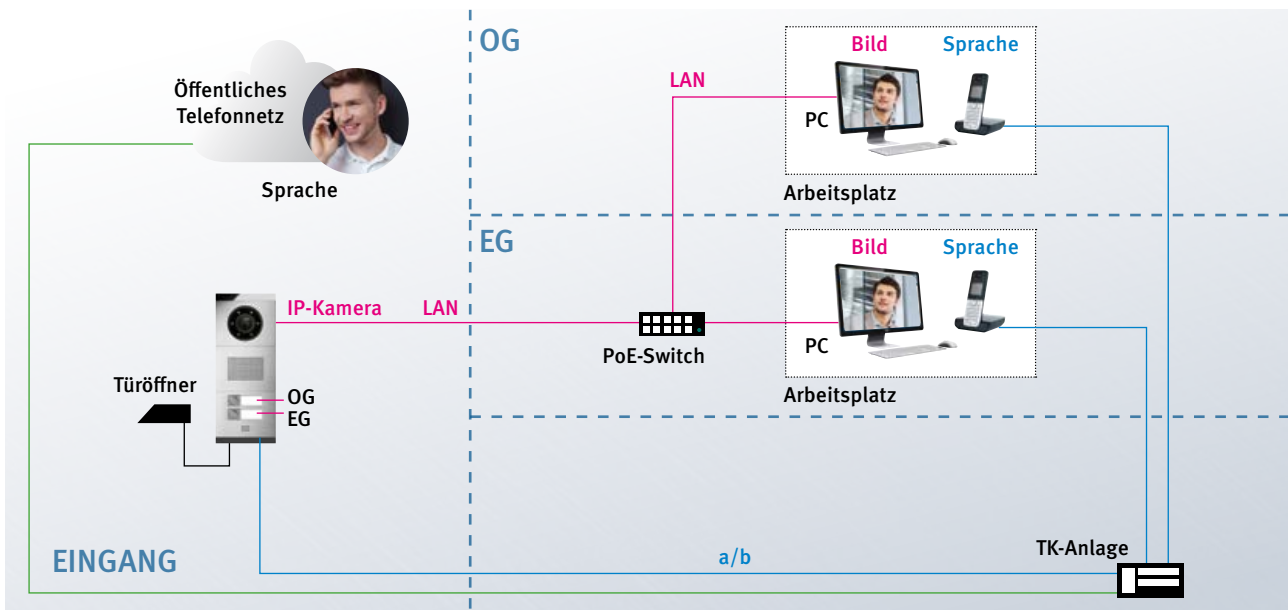 Öffentliches
Telefonnetz
Sprache
OG
LAN
Bild
Sprache
PC
Arbeitsplatz
EG
Bild
Sprache
PC
Arbeitsplatz
IP-Kamera
LAN
PoE-Switch
Türöffner
OG
EG
EINGANG
a/b
TK-Anlage